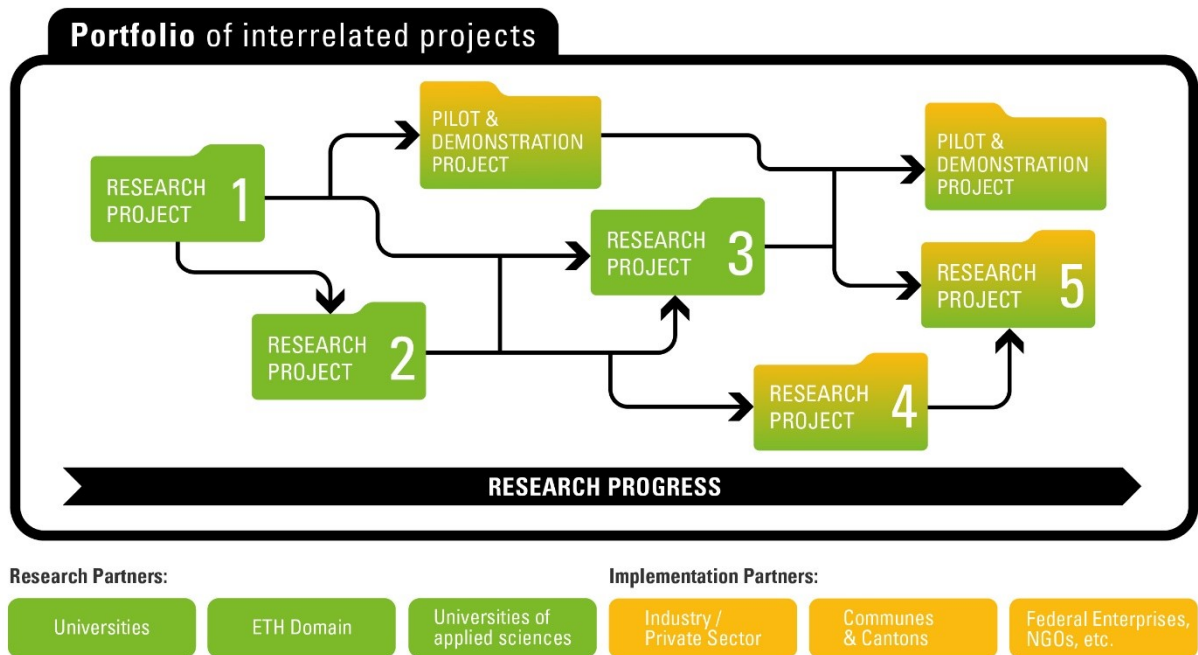 Portfolio of interrelated projects
PILOT &
DEMONSTRATION
PROJECT
PILOT &
DEMONSTRATION
PROJECT
RESEARCH
PROJECT 1
RESEARCH
PROJECT 3
RESEARCH
PROJECT 5
RESEARCH
PROJECT 2
RESEARCH
PROJECT 4
RESEARCH PROGRESS
Research Partners:
Universities
ETH Domain
Universities of
applied sciences
Implementation Partners:
Industry /
Private Sector
Communes
& Cantons
Federal Enterprises,
NGOs, etc.